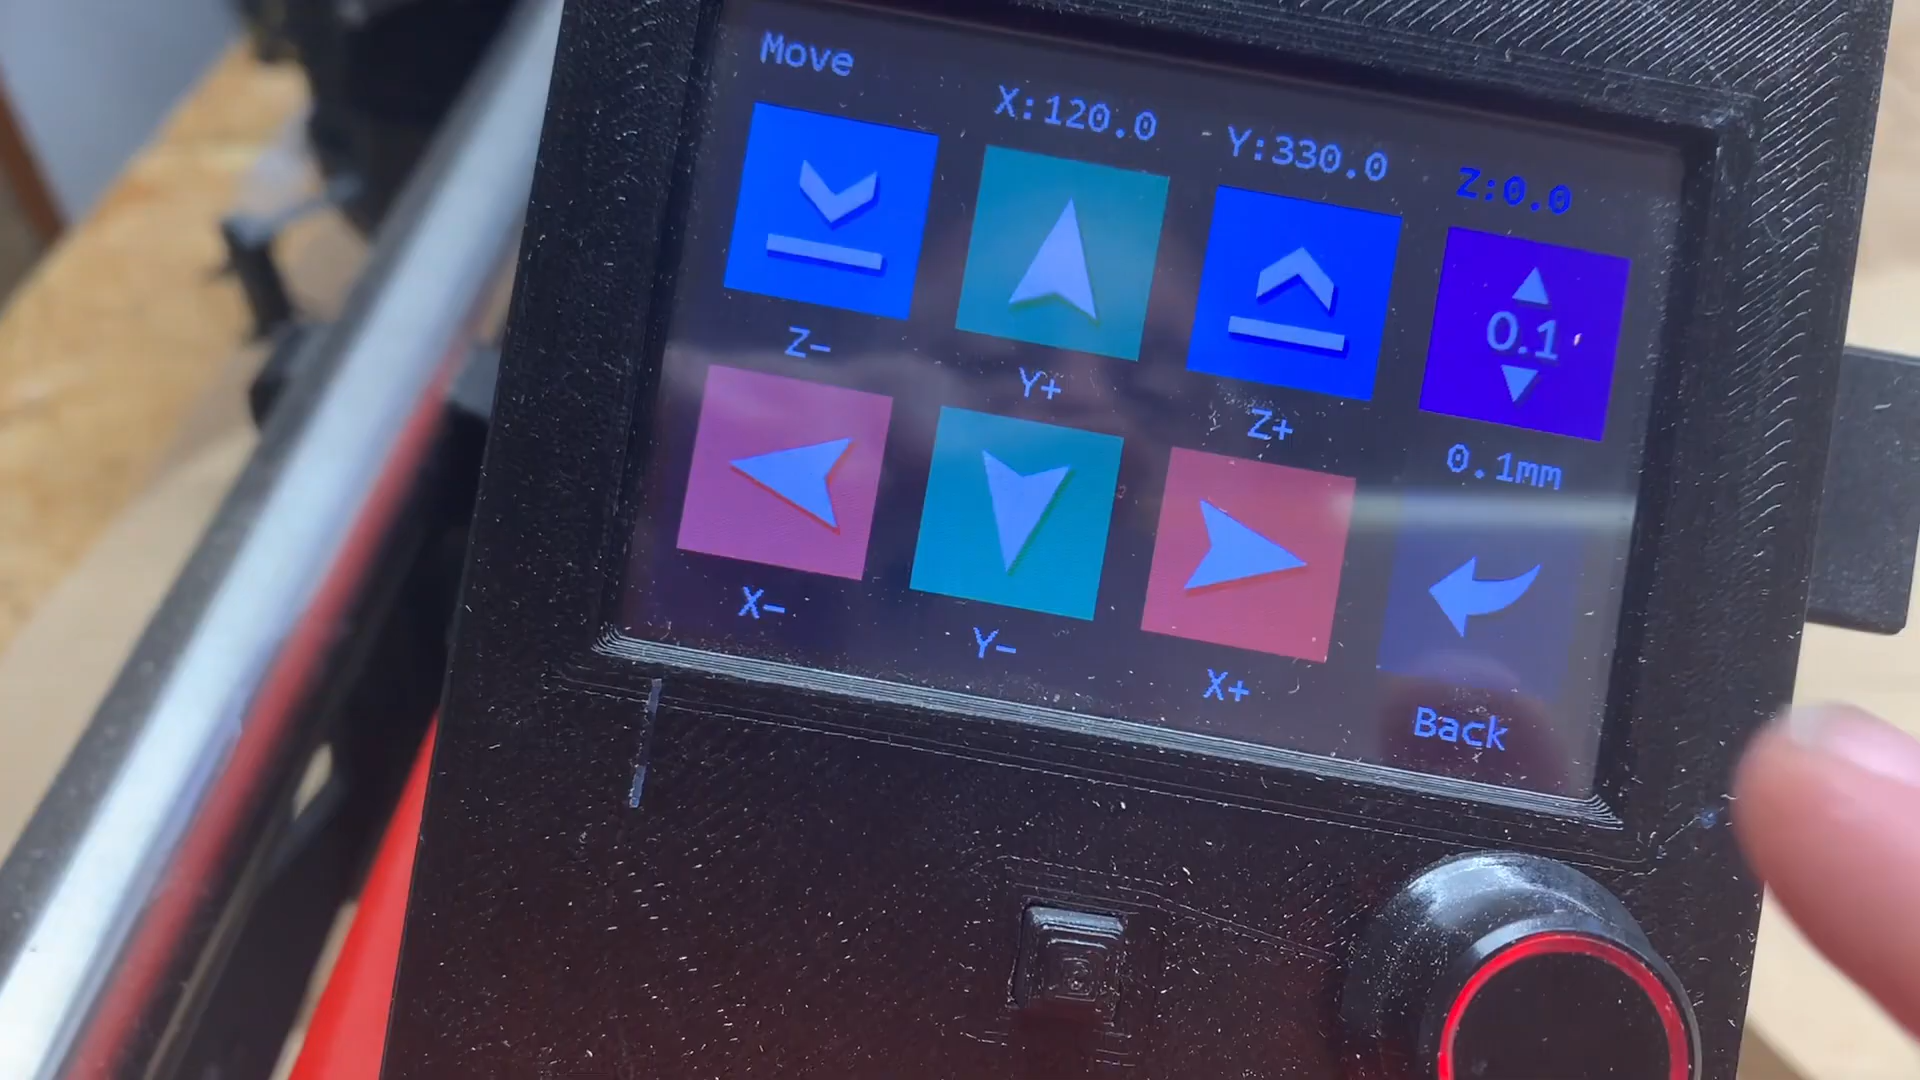 Move
X:120.0 Y:330.0 Z:0.0
Z- Y+ Z+ 0.1
0.1mm
X- Y- X+ Back